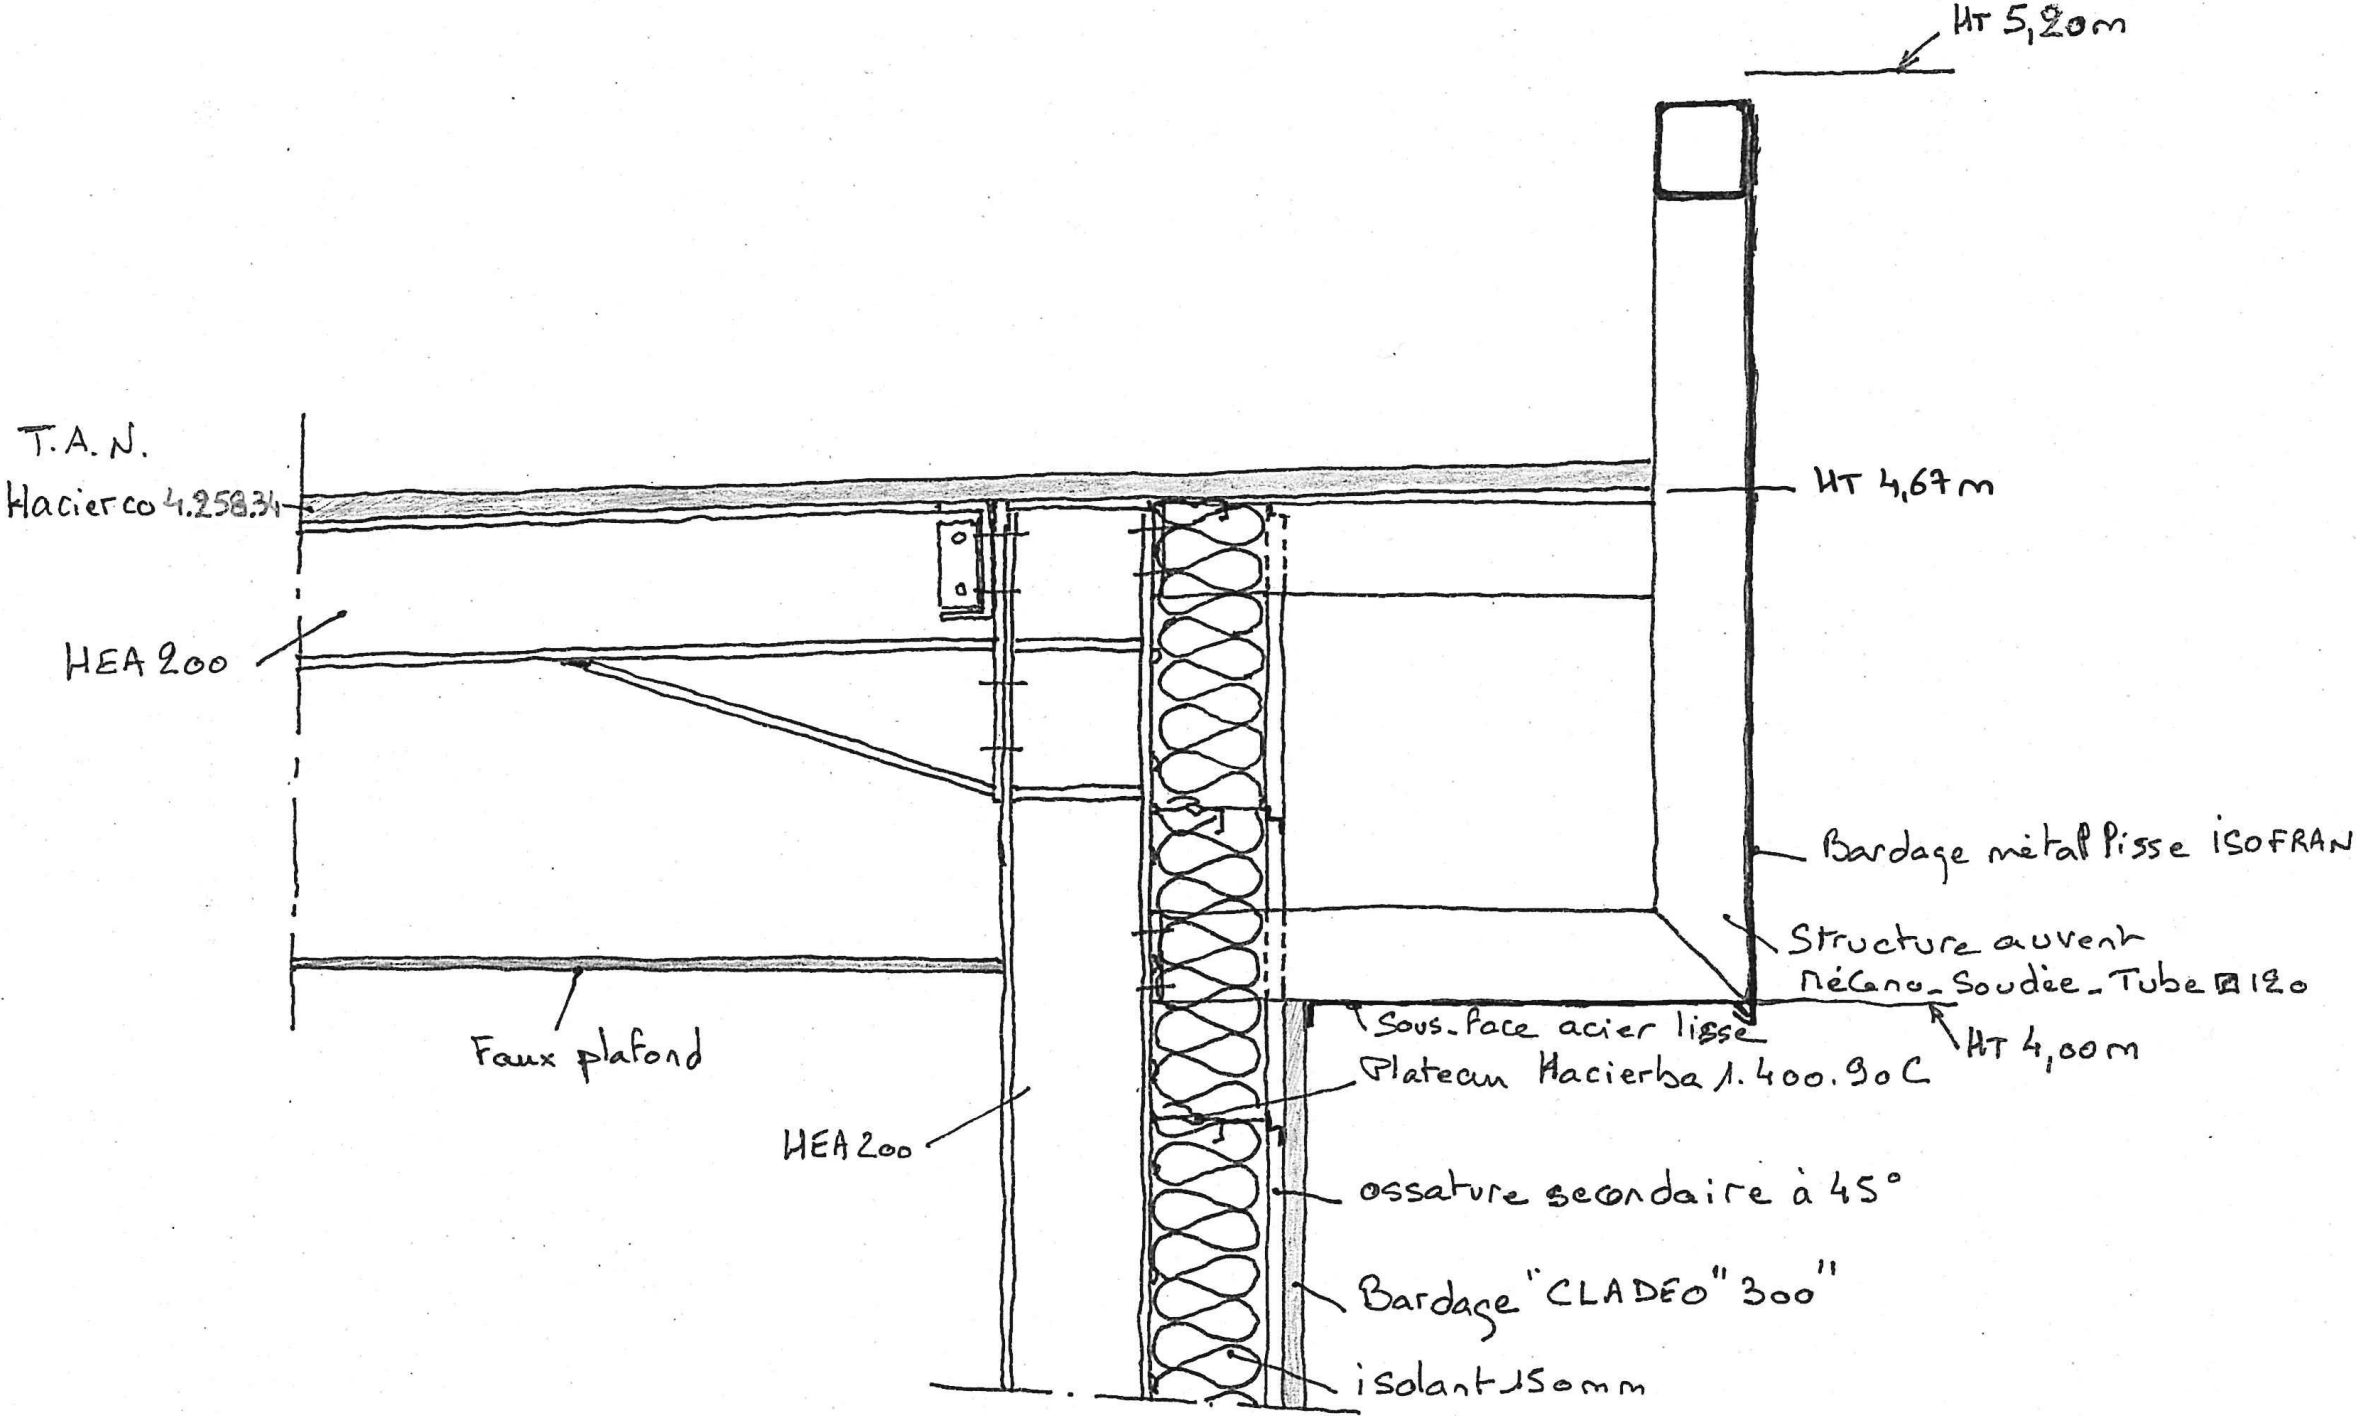 HT 5,20m
T.A.N.
Hacierco 4.25834
HT 4,67m
HEA 200
Bardage métal lisse iSOFRAN
Structure auvent
Mécano-Soudée-Tube 120
Sous-face acier lisse
HT 4,00m
Faux plafond
Plateau Hacierba 1.400.90C
HEA 200
ossature secondaire à 45°
Bardage "CLADEO" 300"
isolant 150mm